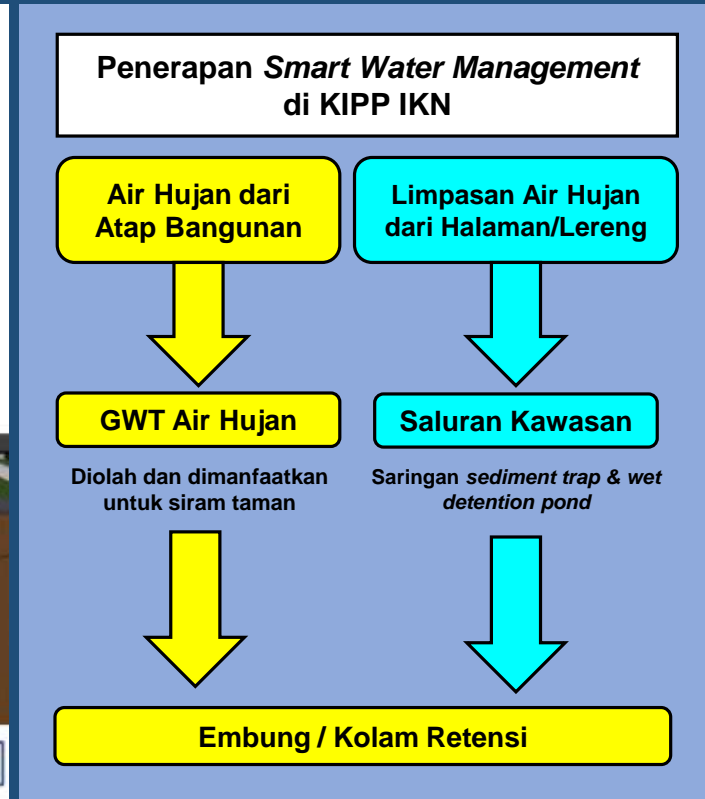 Penerapan Smart Water Management
di KIPP IKN
Air Hujan dari
Atap Bangunan
Limpasan Air Hujan
dari Halaman/Lereng
GWT Air Hujan
Saluran Kawasan
Diolah dan dimanfaatkan
untuk siram taman
Saringan sediment trap & wet
detention pond
Embung / Kolam Retensi